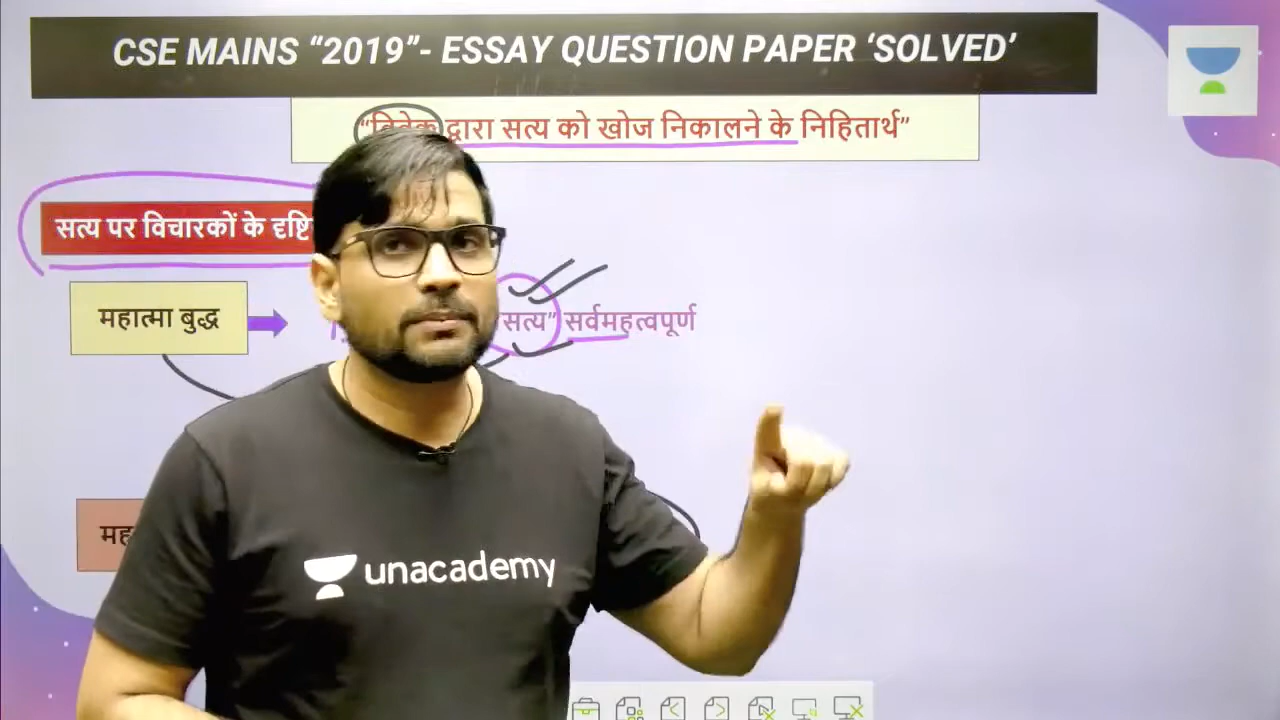 CSE MAINS “2019”- ESSAY QUESTION PAPER ‘SOLVED’
“विवेक द्वारा सत्य को खोज निकालने के निहितार्थ”
सत्य पर विचारकों के
महात्मा बुद्ध
सत्य” सर्वमहत्वपूर्ण
unacademy